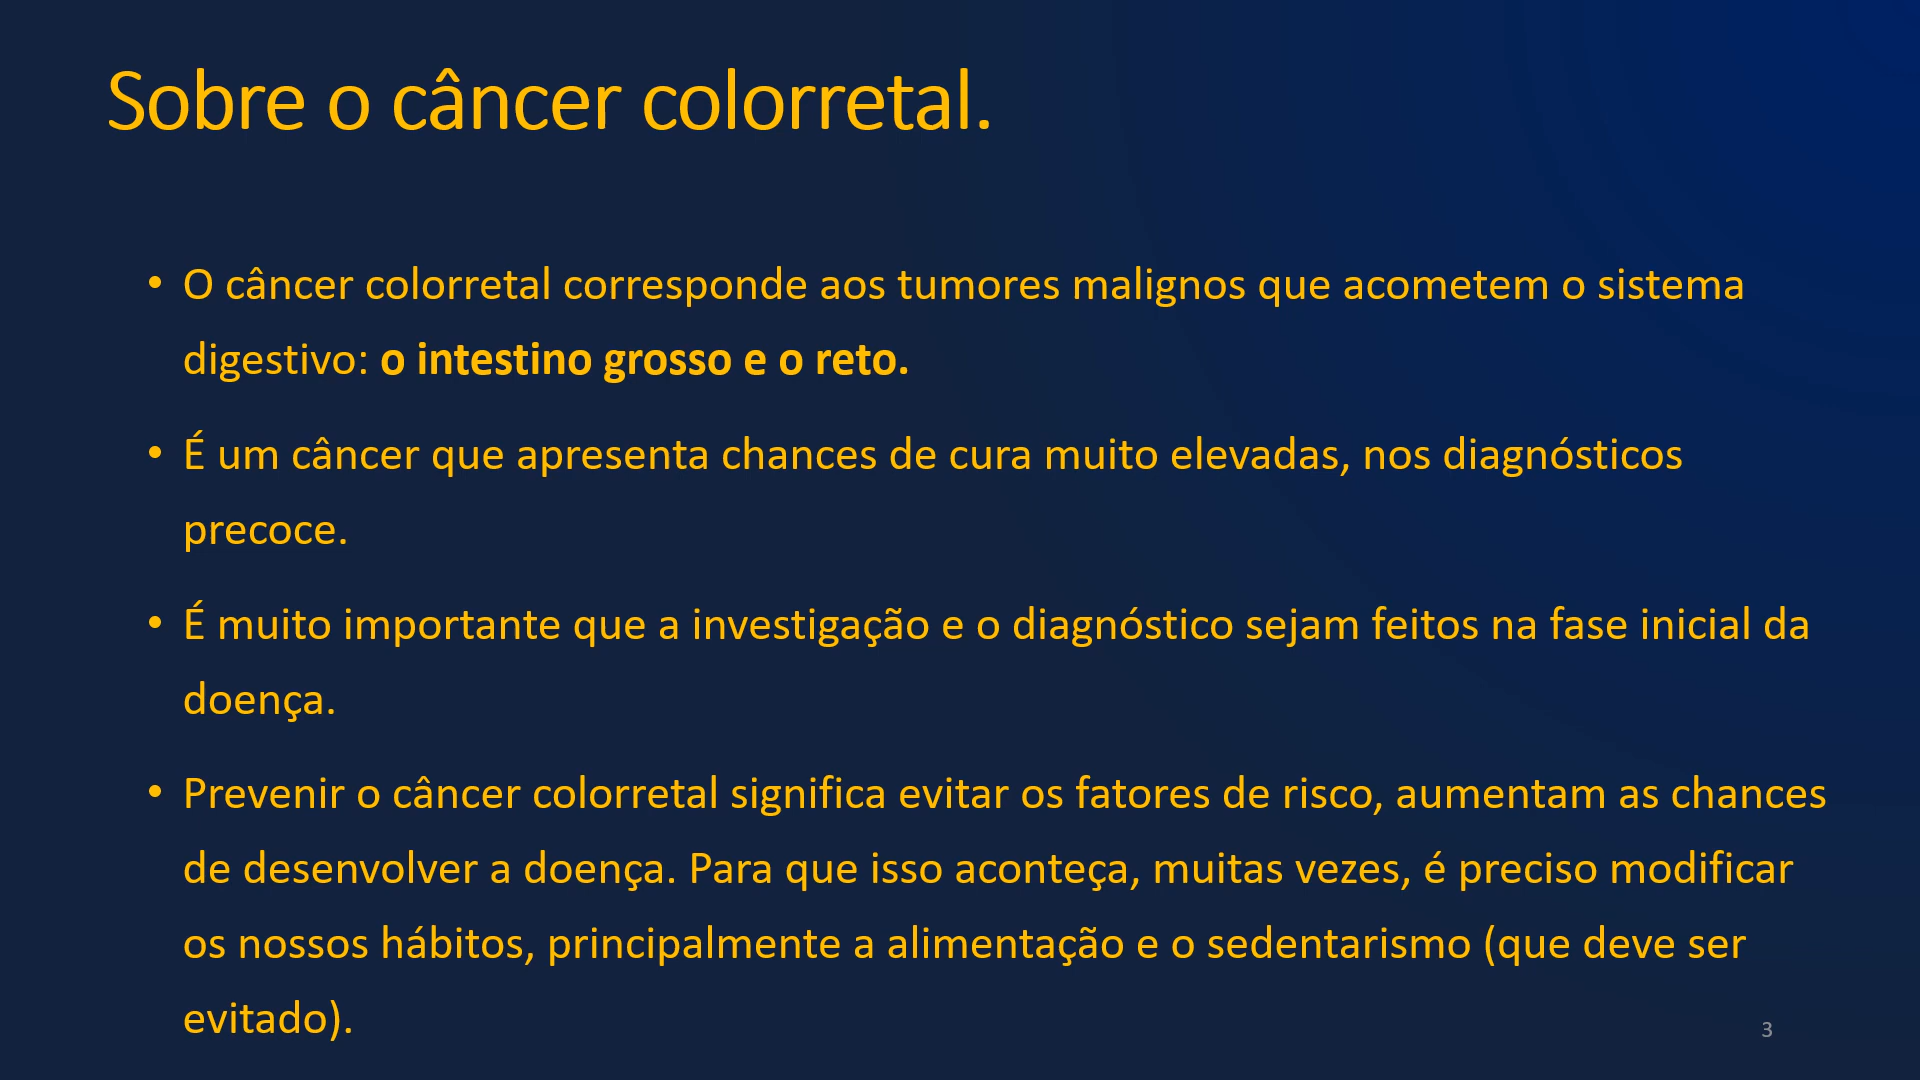 Sobre o câncer colorretal.
• O câncer colorretal corresponde aos tumores malignos que acometem o sistema
digestivo: o intestino grosso e o reto.
• É um câncer que apresenta chances de cura muito elevadas, nos diagnósticos
precoce.
• É muito importante que a investigação e o diagnóstico sejam feitos na fase inicial da
doença.
• Prevenir o câncer colorretal significa evitar os fatores de risco, aumentam as chances
de desenvolver a doença. Para que isso aconteça, muitas vezes, é preciso modificar
os nossos hábitos, principalmente a alimentação e o sedentarismo (que deve ser
evitado).
3